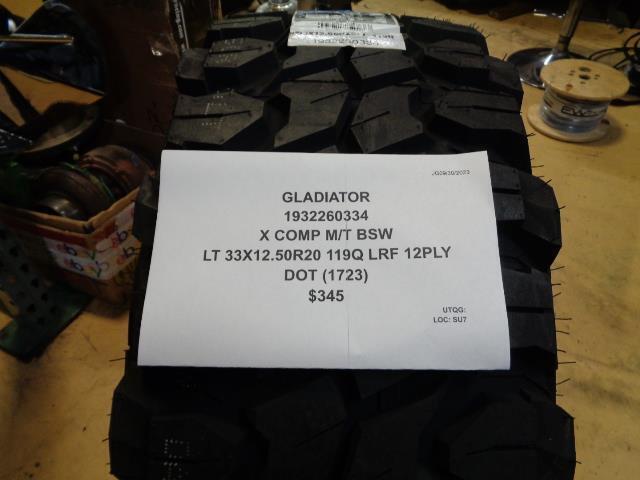 JG09/30/2023
GLADIATOR
1932260334
X COMP M/T BSW
LT 33X12.50R20 119Q LRF 12PLY
DOT (1723)
$345
UTQG:
LOC: SU7